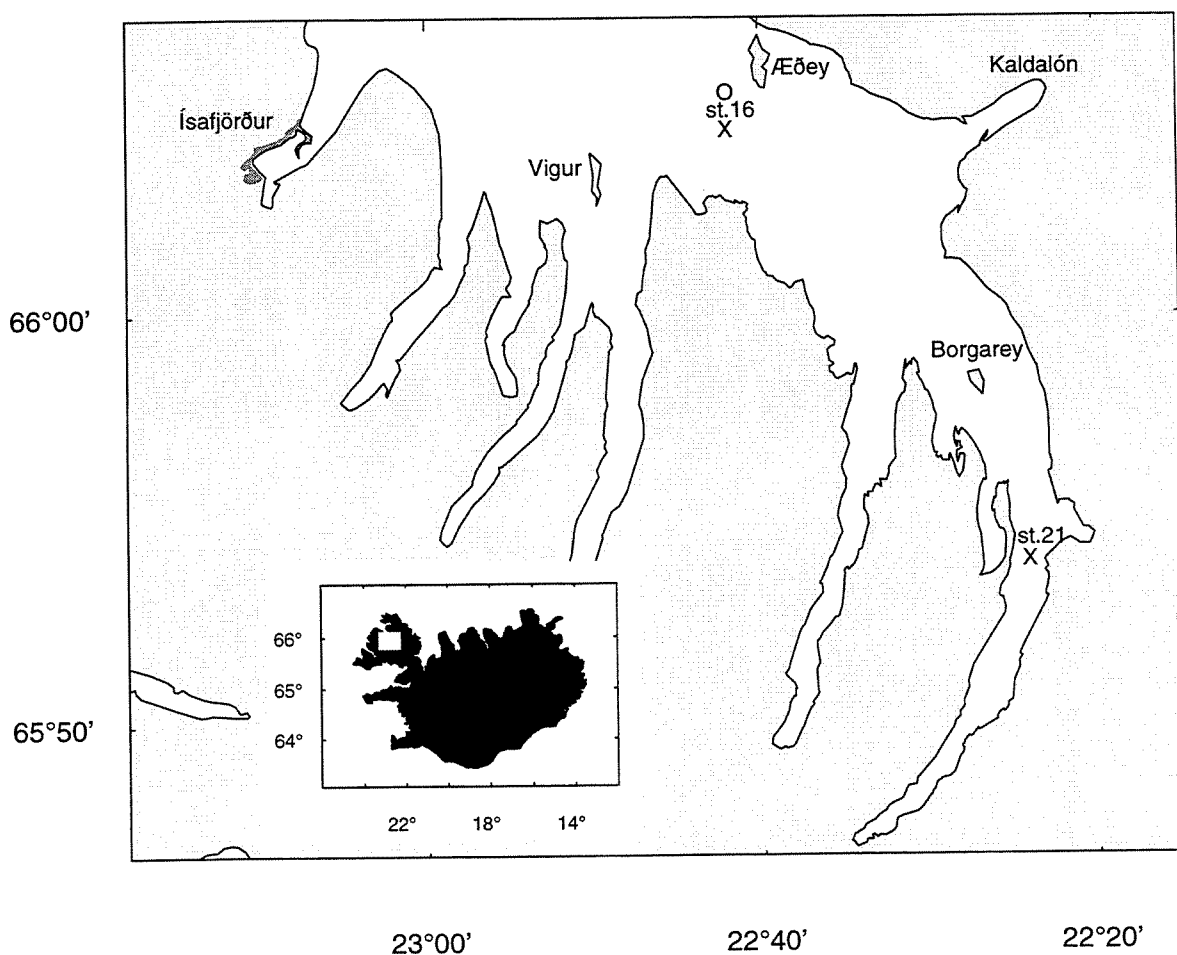 Æðey
Kaldalón
O
st.16
X
Ísafjörður
Vigur
66°00'
Borgarey
st.21
X
66°
65°
64°
65°50'
22°
18°
14°
23°00'
22°40'
22°20'